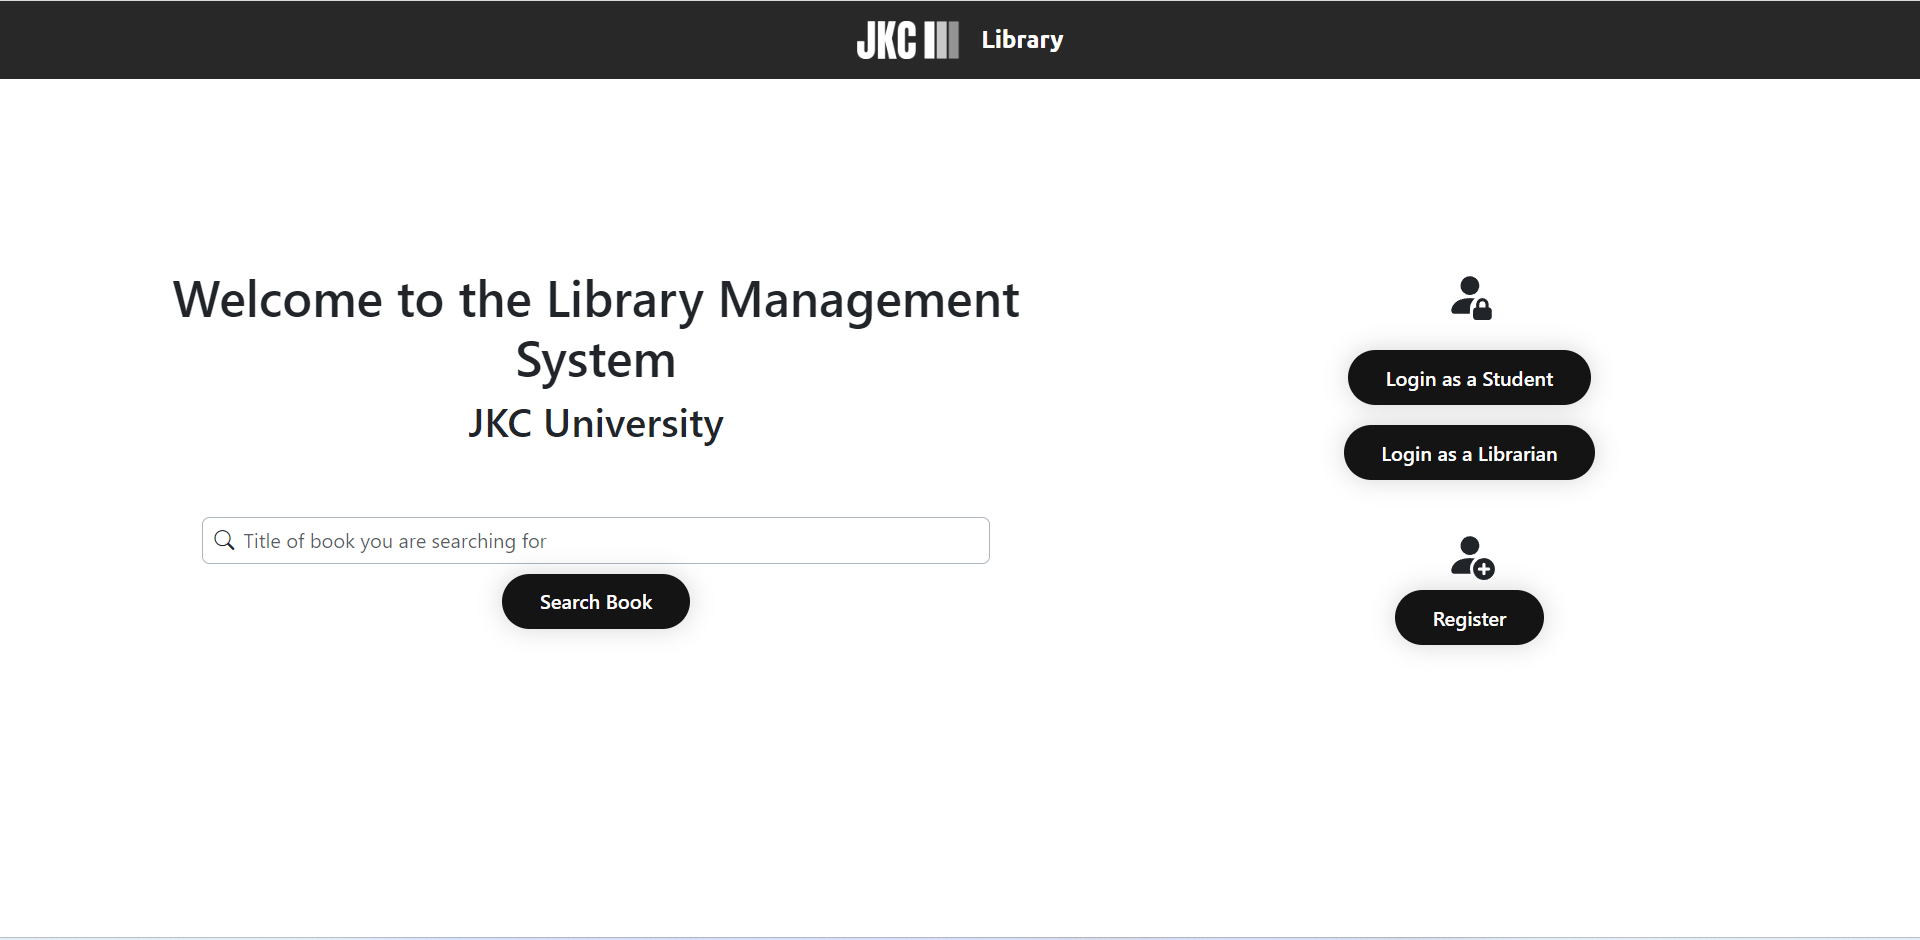 JKC Library
Welcome to the Library Management
System
JKC University
Title of book you are searching for
Search Book
Login as a Student
Login as a Librarian
Register